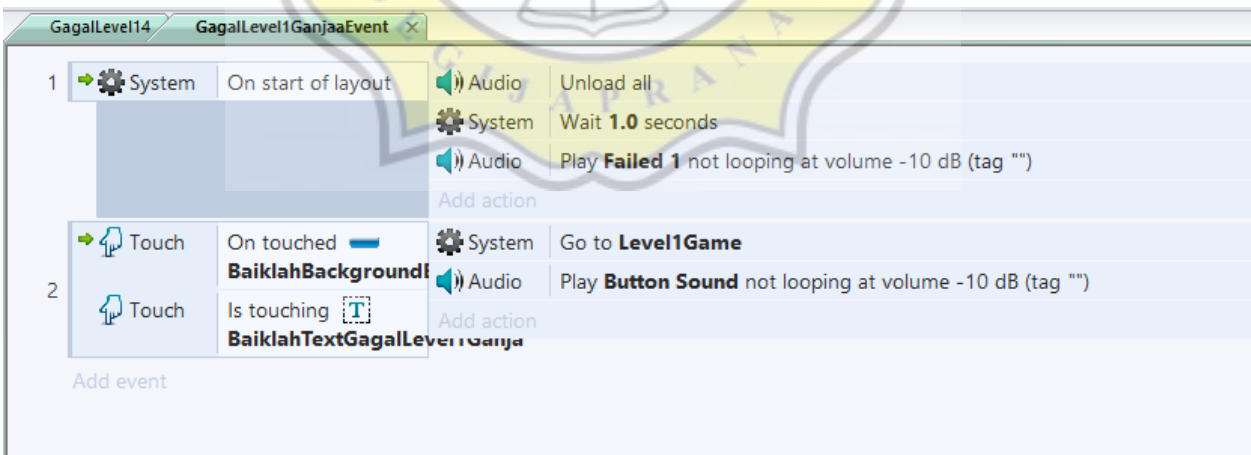 GagalLevel14 GagalLevel1GanjaaEvent
GIJAPRANA
1 System On start of layout Audio Unload all
System Wait 1.0 seconds
Audio Play Failed 1 not looping at volume -10 dB (tag "")
Add action
2 Touch On touched BaiklahBackground System Go to Level1Game
Audio Play Button Sound not looping at volume -10 dB (tag "")
Touch Is touching T Add action
BaiklahTextGagalLevel1Ganja
Add event